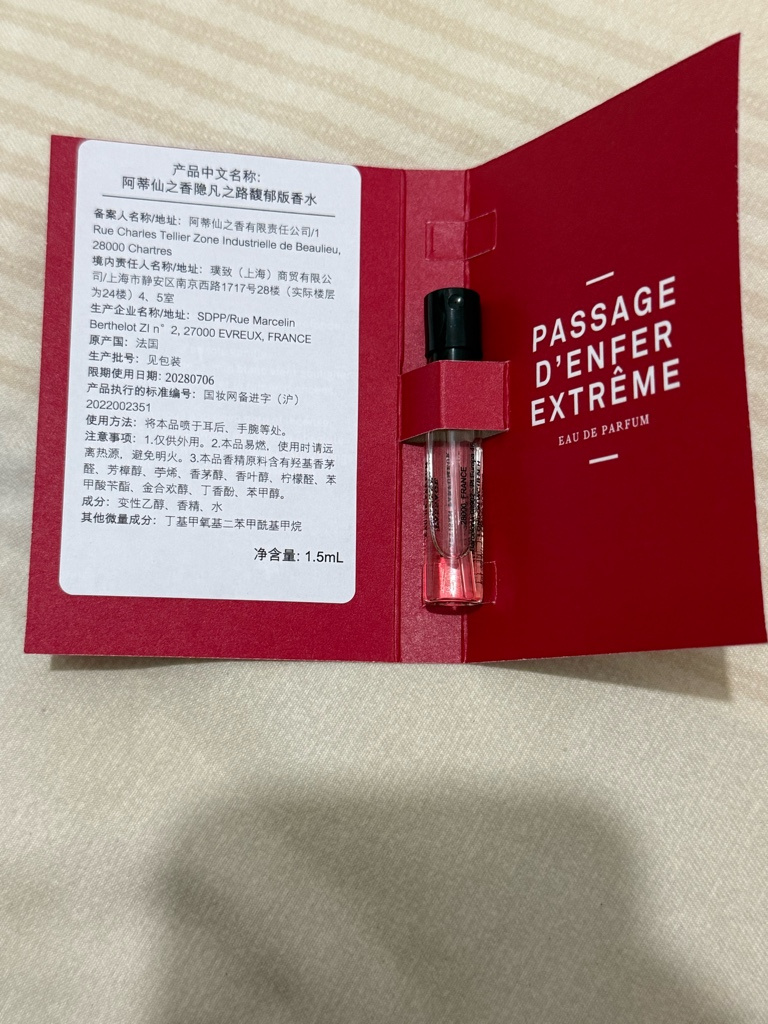 产品中文名称:
阿蒂仙之香隐凡之路馥郁版香水
备案人名称/地址: 阿蒂仙之香有限责任公司/1
Rue Charles Tellier Zone Industrielle de Beaulieu,
28000 Chartres
境内责任人名称/地址: 璞致（上海）商贸有限公
司/上海市静安区南京西路1717号28楼（实际楼层
为24楼）4、5室
生产企业名称/地址: SDPP/Rue Marcelin
Berthelot ZI n° 2, 27000 EVREUX, FRANCE
原产国: 法国
生产批号: 见包装
限期使用日期: 20280706
产品执行的标准编号: 国妆网备进字（沪）
2022002351
使用方法: 将本品喷于耳后、手腕等处。
注意事项: 1.仅供外用。2.本品易燃，使用时请远
离热源，避免明火。3.本品香精原料含有羟基香茅
醛、芳樟醇、苧烯、香茅醇、香叶醇、柠檬醛、苯
甲酸苄酯、金合欢醇、丁香酚、苯甲醇。
成分: 变性乙醇、香精、水
其他微量成分: 丁基甲氧基二苯甲酰基甲烷
净含量: 1.5mL
FRANCE
PASSAGE
D'ENFER
EXTRÊME
EAU DE PARFUM